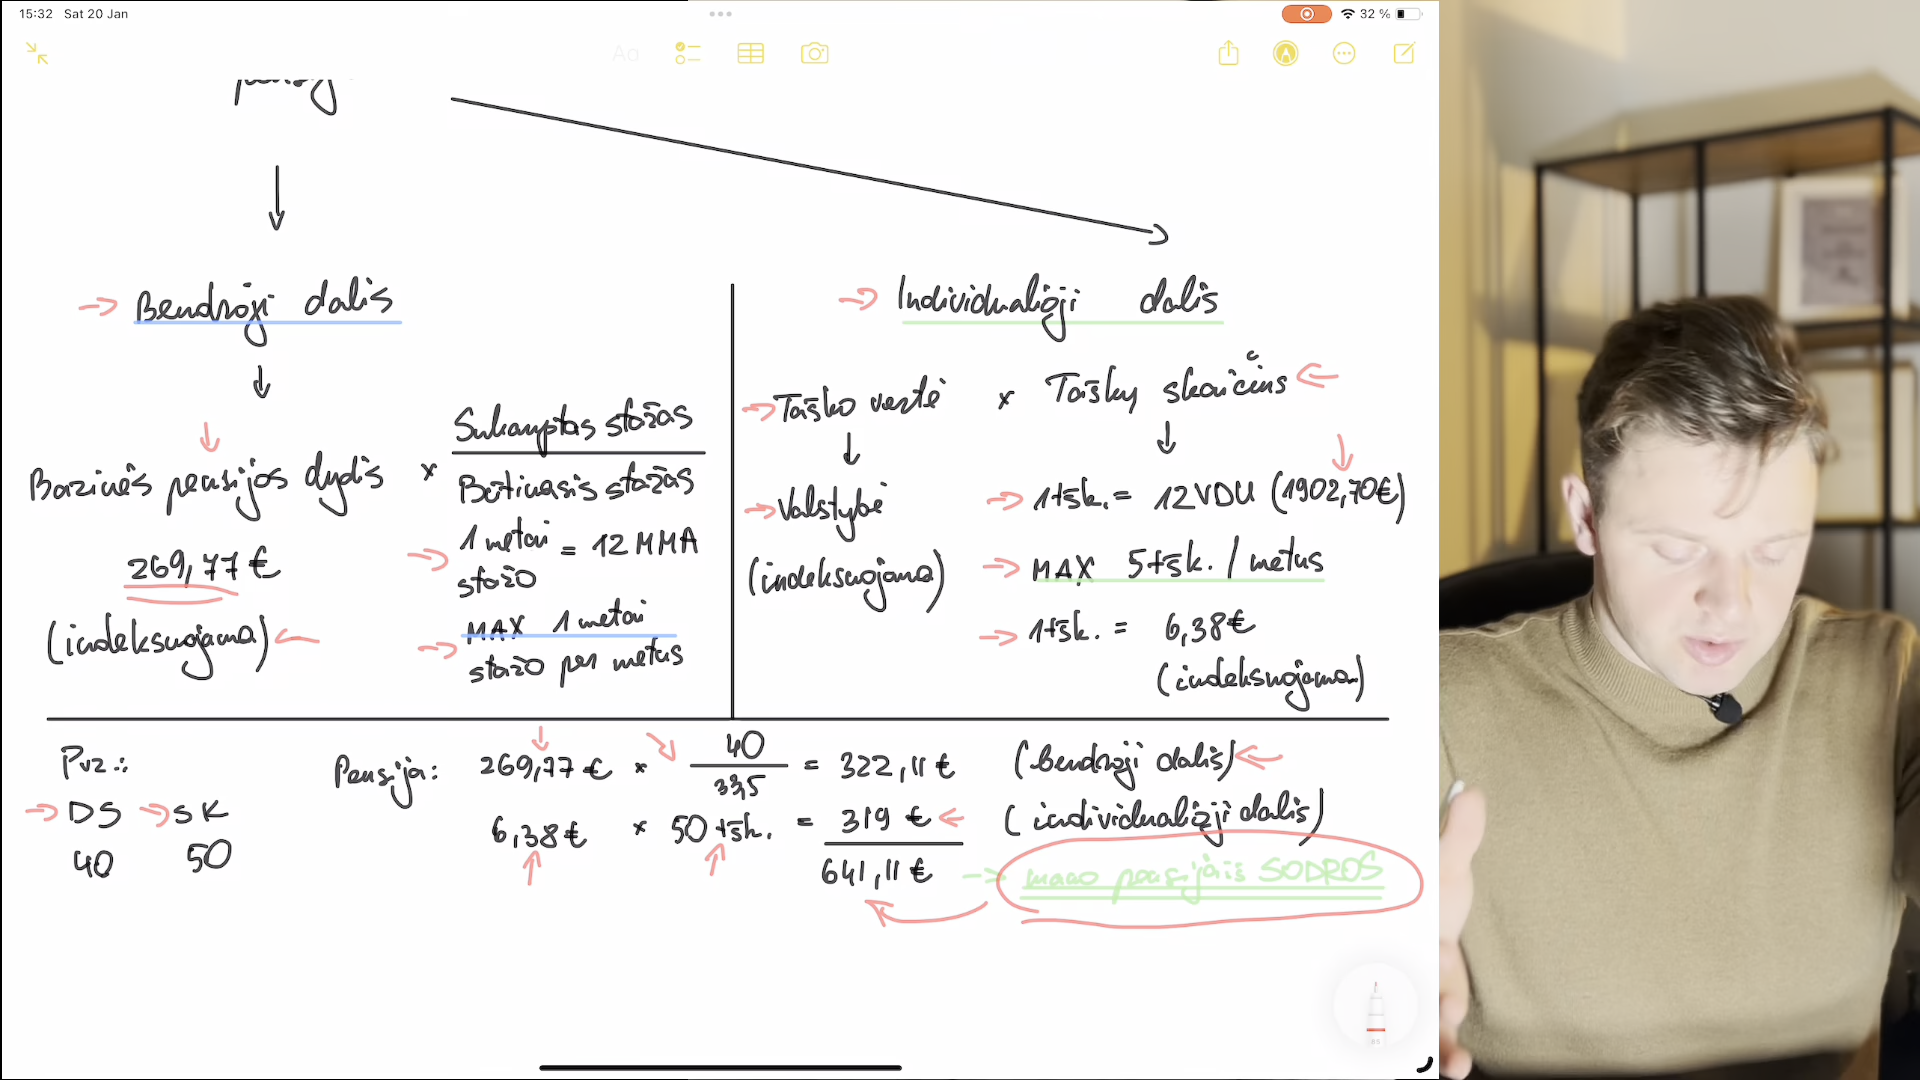 15:32 Sat 20 Jan
32 %
Aa
Bendroji dalis
Individualioji dalis
Bazinės pensijos dydis × Sukauptas stažas
Būtinasis stažas
269,77 €
(indeksuojama)
1 metai = 12 MMA
stažo
MAX 1 metai
stažo per metus
Taško vertė × Taškų skaičius
Valstybė
(indeksuojama)
1 tšk. = 12 VDU (1902,70€)
MAX 5 tšk. / metus
1 tšk. = 6,38€
(indeksuojama)
Pvz.:
DS SK
40 50
Pensija: 269,77 € × 40 / 33,5 = 322,11 € (bendroji dalis)
6,38 € × 50 tšk. = 319 € (individualioji dalis)
641,11 € -> mano pensija iš SODROS